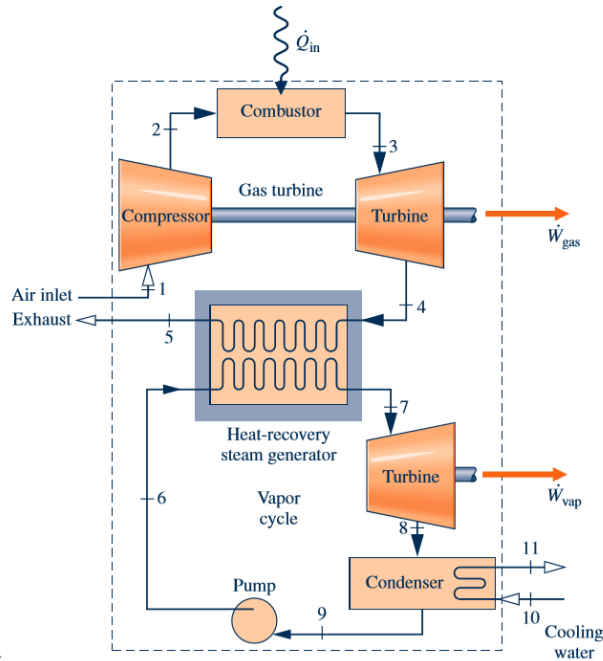 Q̇in
Combustor
2
3
Gas turbine
Compressor
Turbine
Ẇgas
1
Air inlet
Exhaust
5
4
7
Heat-recovery
steam generator
Turbine
6
Vapor
cycle
Ẇvap
8
11
Pump
Condenser
9
10
Cooling
water